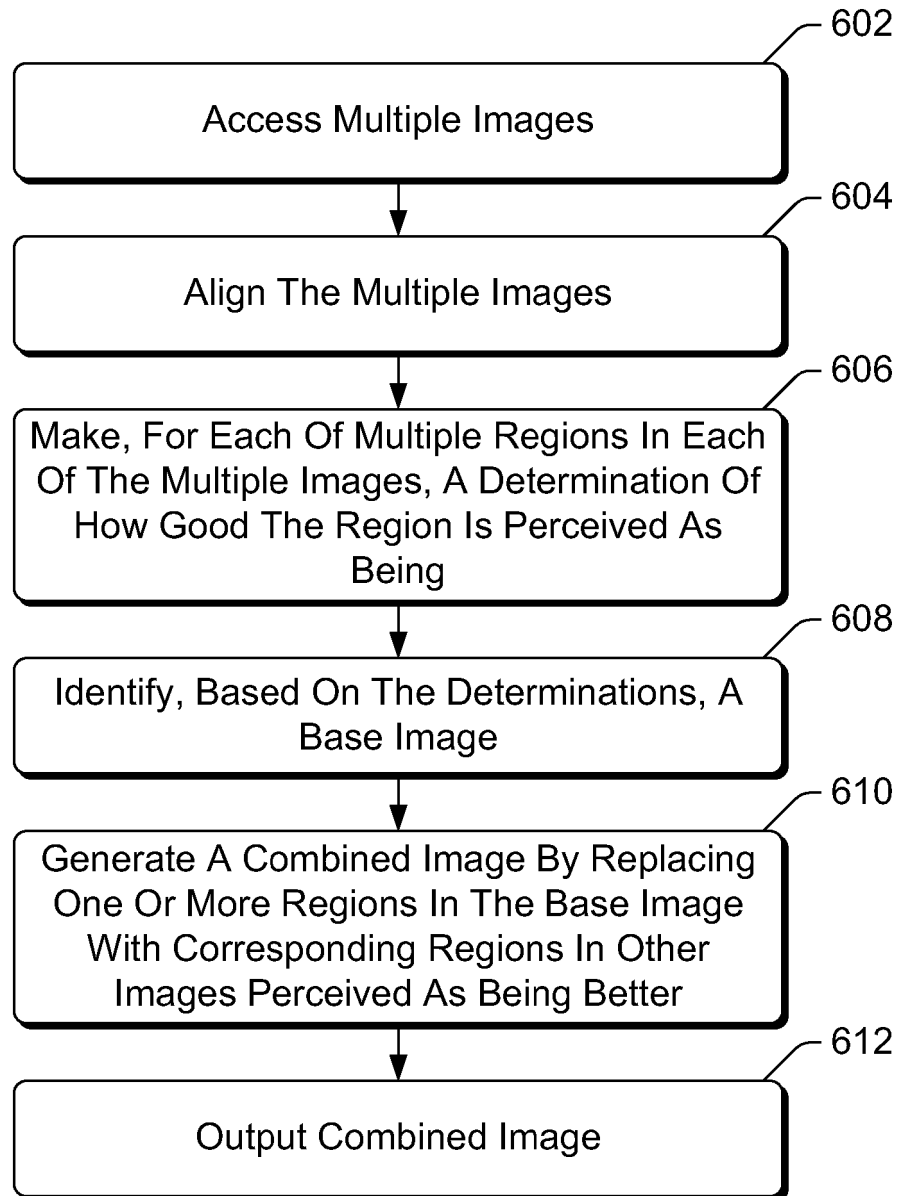 602
Access Multiple Images
604
Align The Multiple Images
606
Make, For Each Of Multiple Regions In Each
Of The Multiple Images, A Determination Of
How Good The Region Is Perceived As
Being
608
Identify, Based On The Determinations, A
Base Image
610
Generate A Combined Image By Replacing
One Or More Regions In The Base Image
With Corresponding Regions In Other
Images Perceived As Being Better
612
Output Combined Image